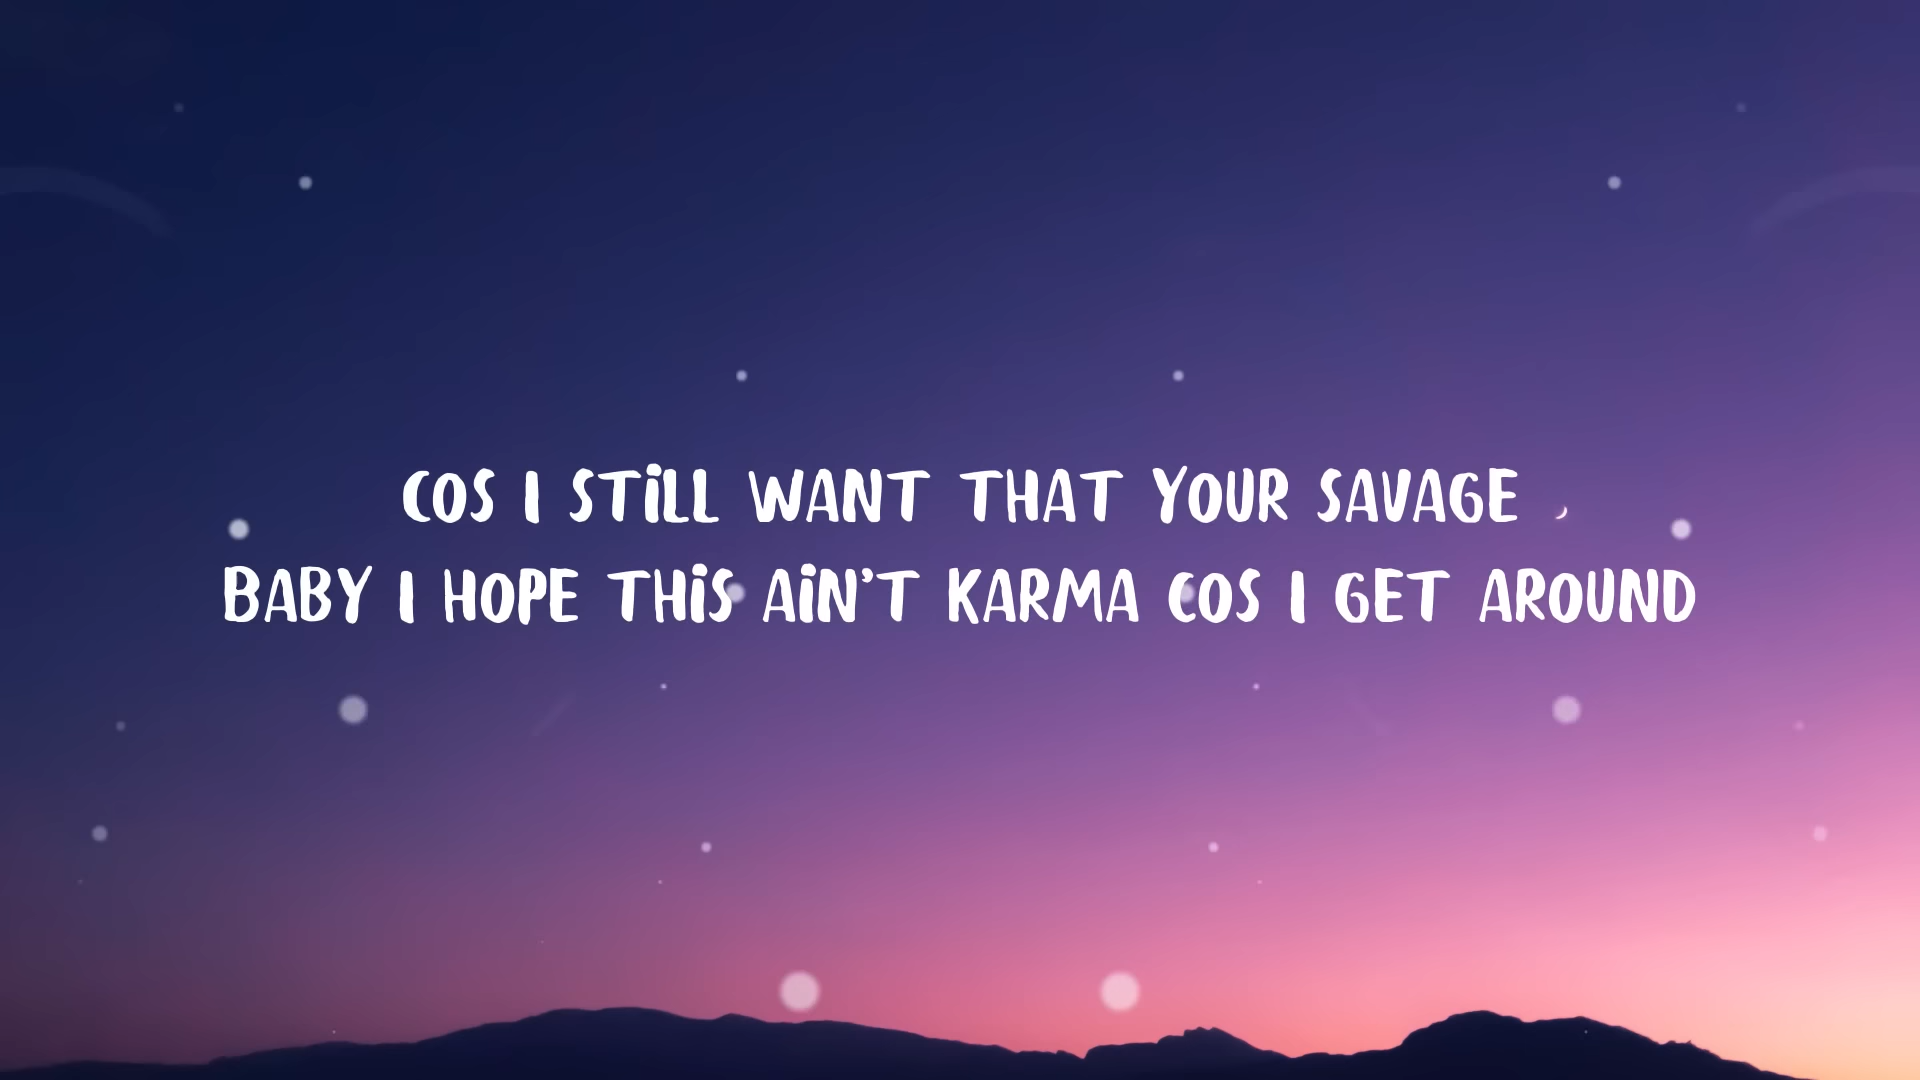 COS I STILL WANT THAT YOUR SAVAGE
BABY I HOPE THIS AIN'T KARMA COS I GET AROUND